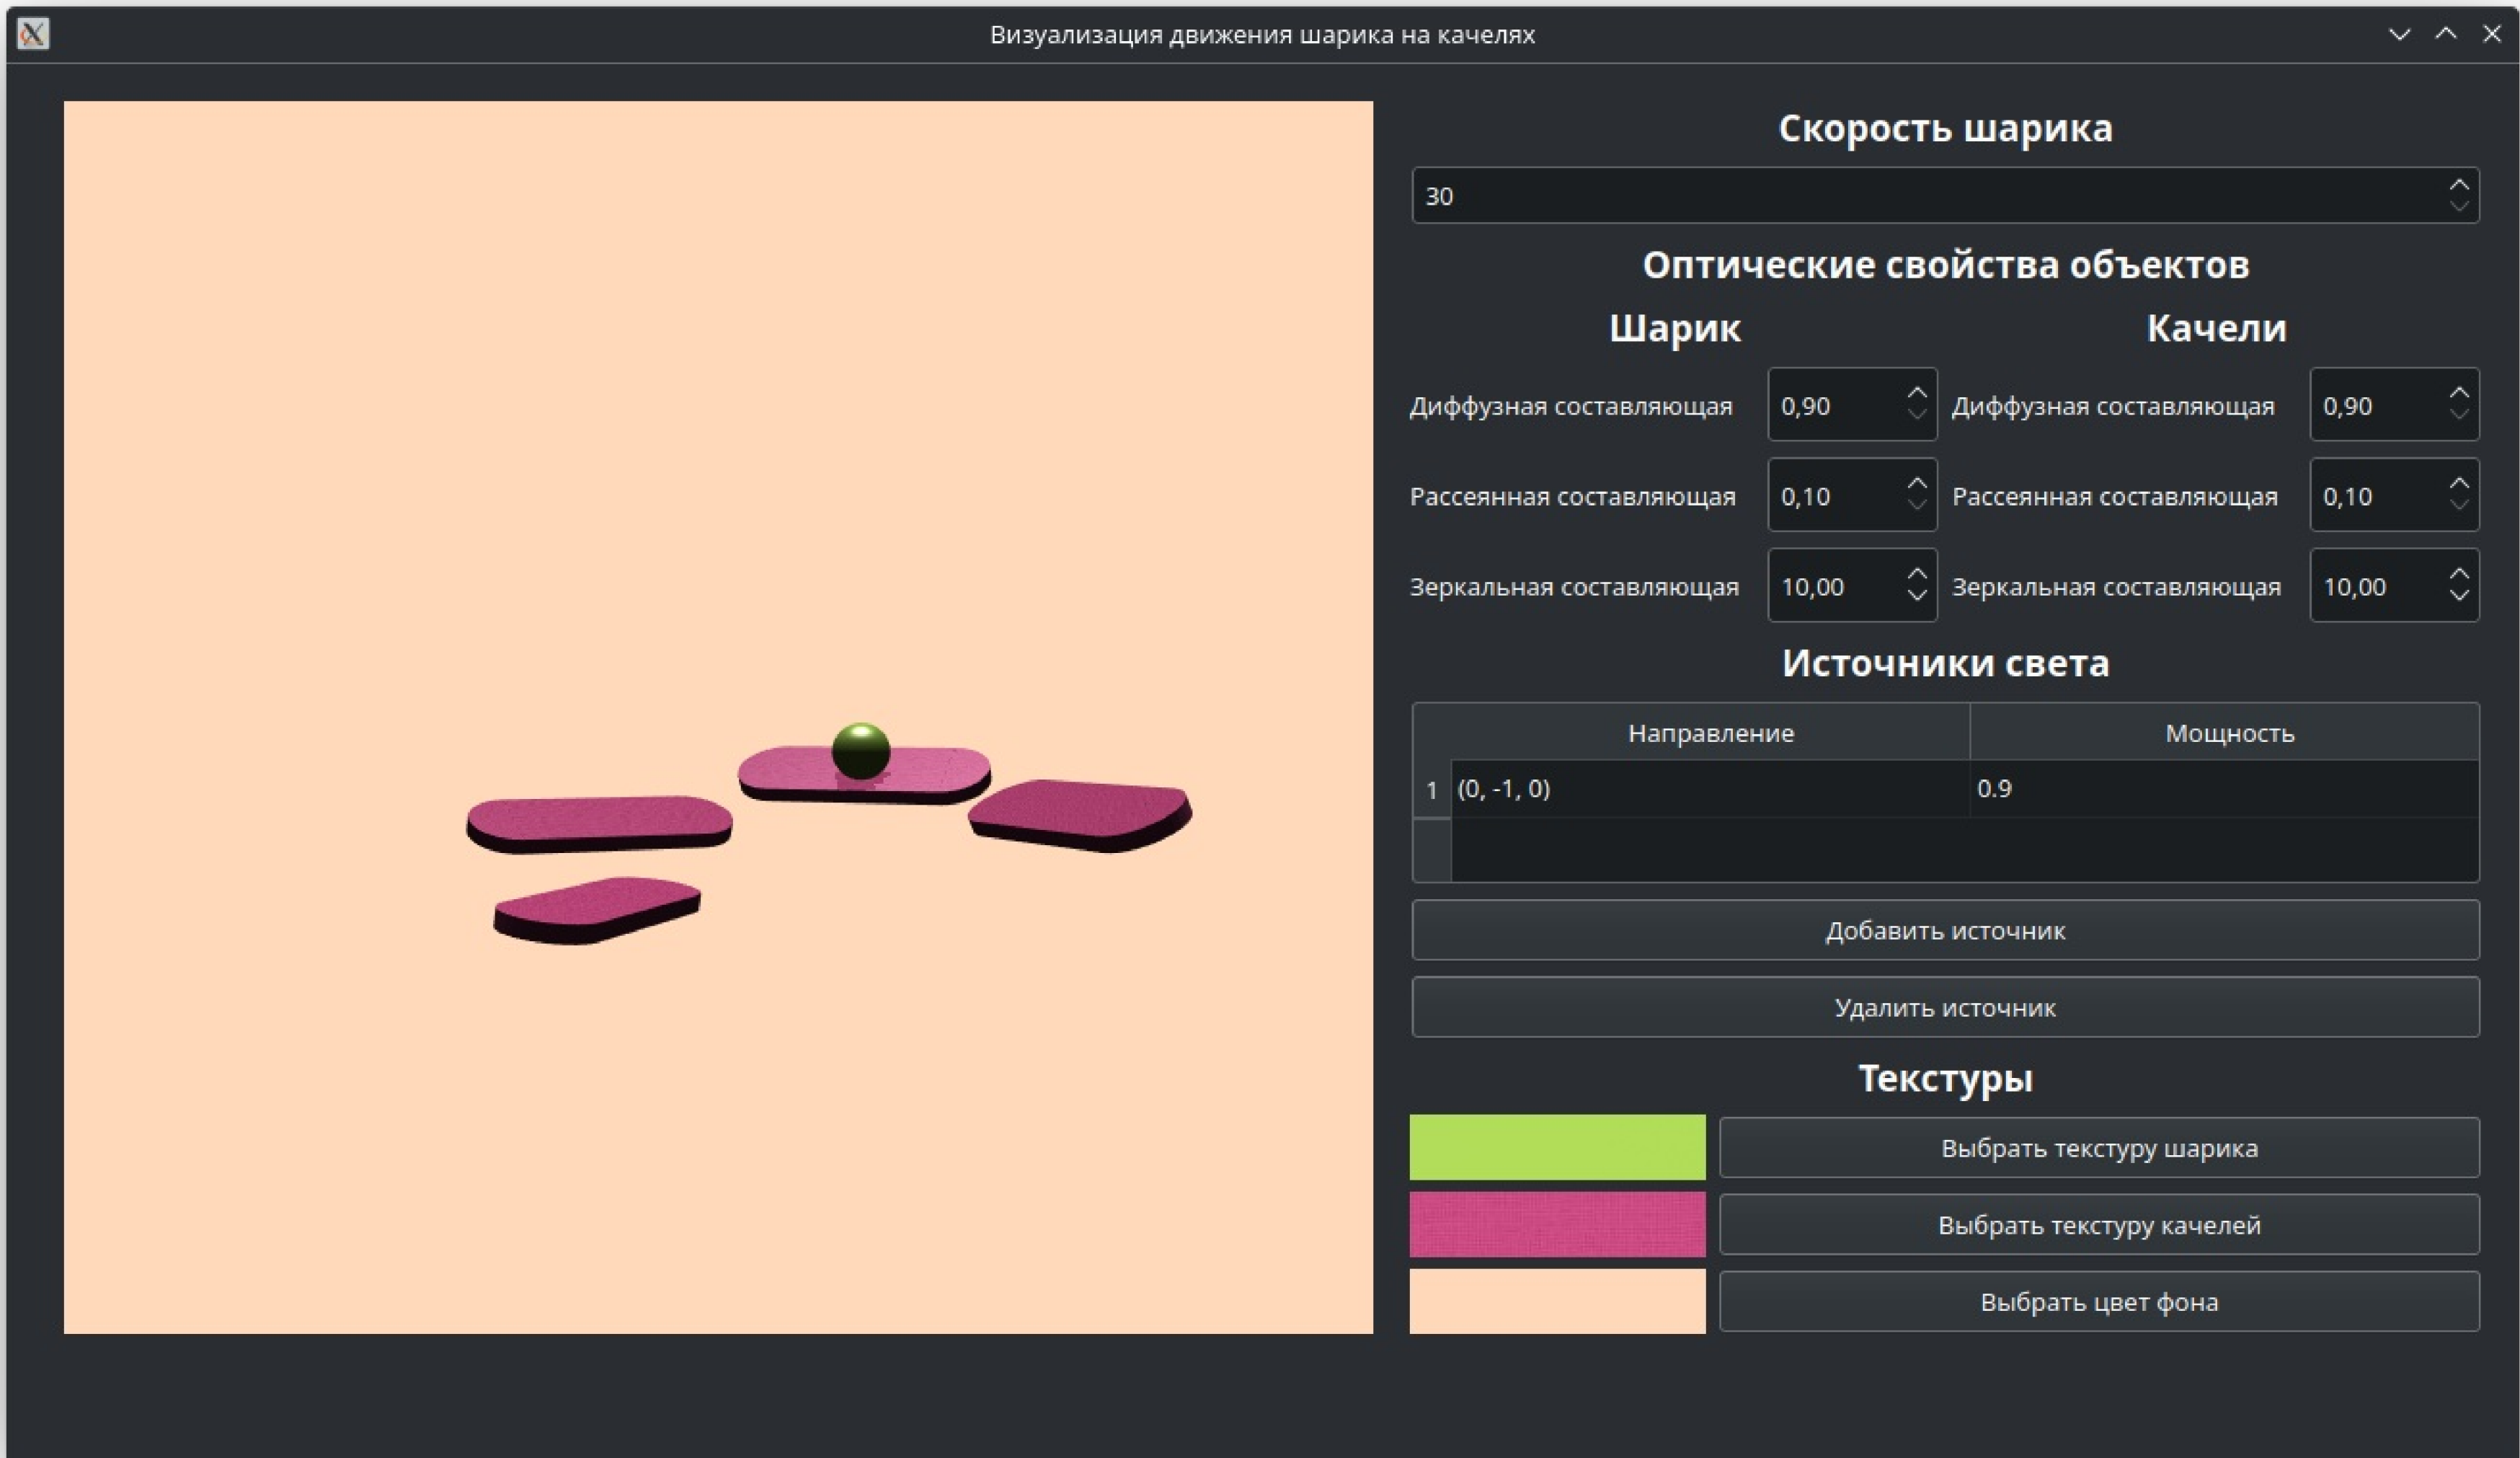 Визуализация движения шарика на качелях
Скорость шарика
30
Оптические свойства объектов
Шарик Качели
Диффузная составляющая 0,90 Диффузная составляющая 0,90
Рассеянная составляющая 0,10 Рассеянная составляющая 0,10
Зеркальная составляющая 10,00 Зеркальная составляющая 10,00
Источники света
Направление Мощность
1 (0, -1, 0) 0.9
Добавить источник
Удалить источник
Текстуры
Выбрать текстуру шарика
Выбрать текстуру качелей
Выбрать цвет фона